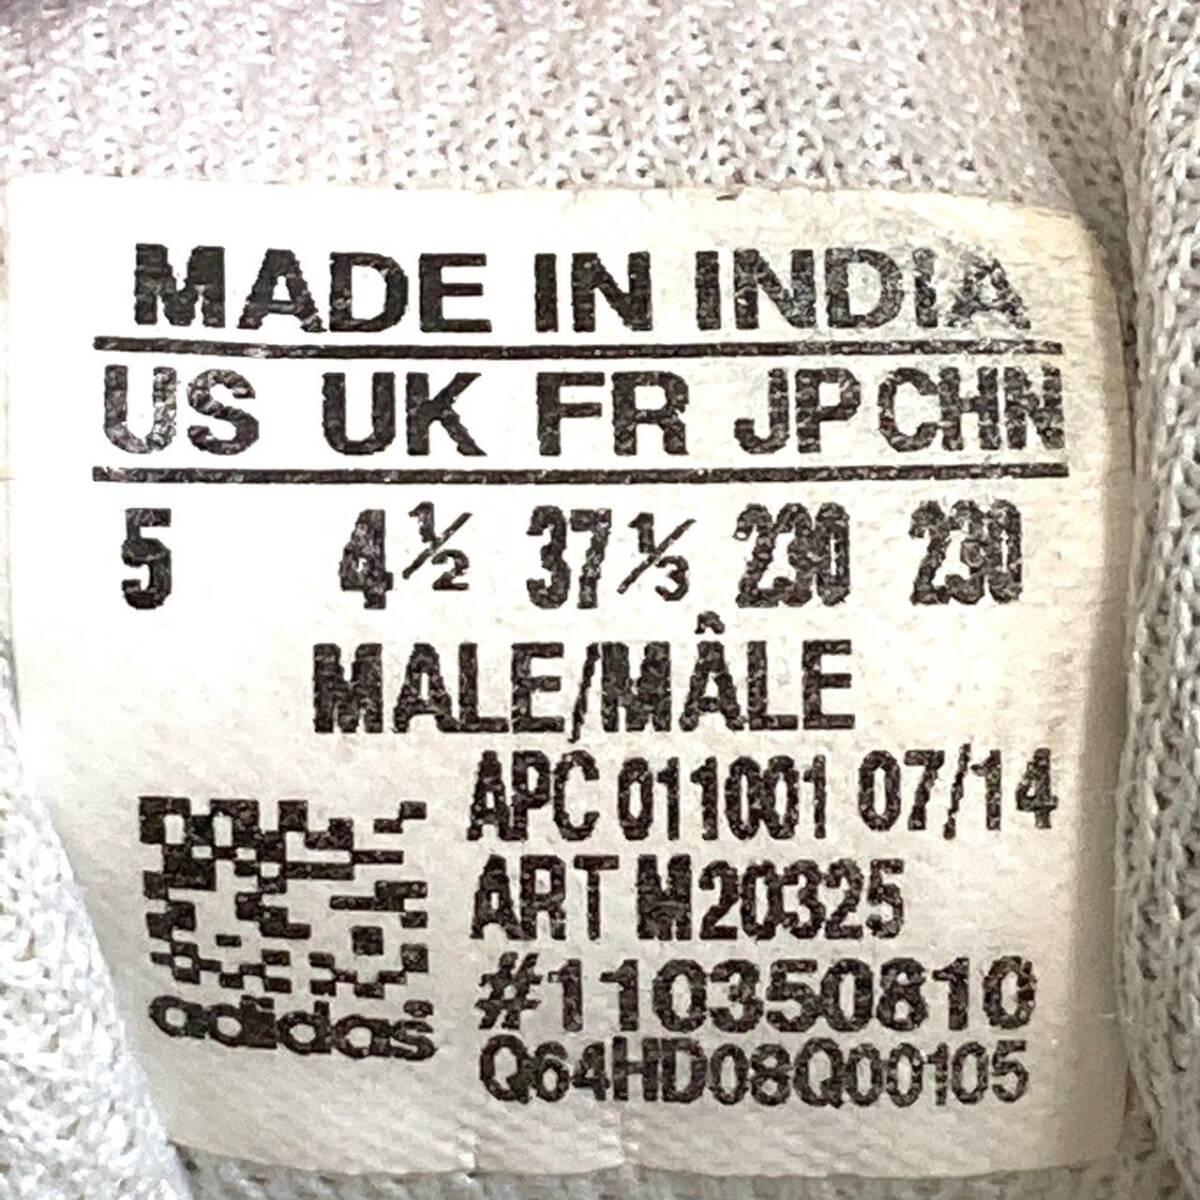 MADE IN INDIA
US UK FR JP CHN
5 4½ 37⅓ 230 230
MALE/MÂLE
APC 011001 07/14
ART M20325
#110350810
Q64HD08Q00105
adidas